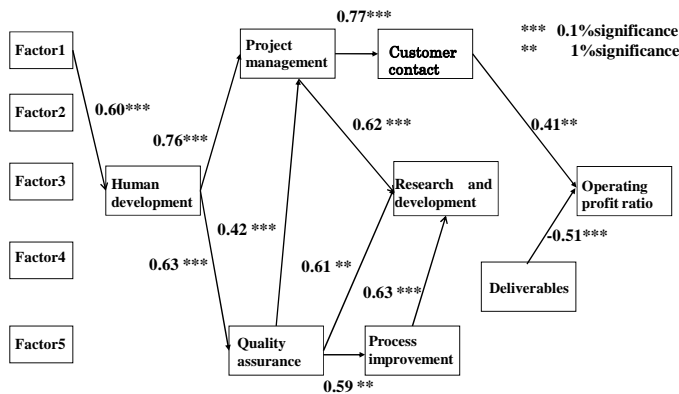 0.77***
*** 0.1%significance
** 1%significance
Factor1
Project
management
Customer
contact
Factor2
0.60***
0.76***
0.62 ***
0.41**
Factor3
Human
development
Research and
development
Operating
profit ratio
0.42 ***
-0.51***
Factor4
0.63 ***
0.61 **
0.63 ***
Deliverables
Factor5
Quality
assurance
Process
improvement
0.59 **